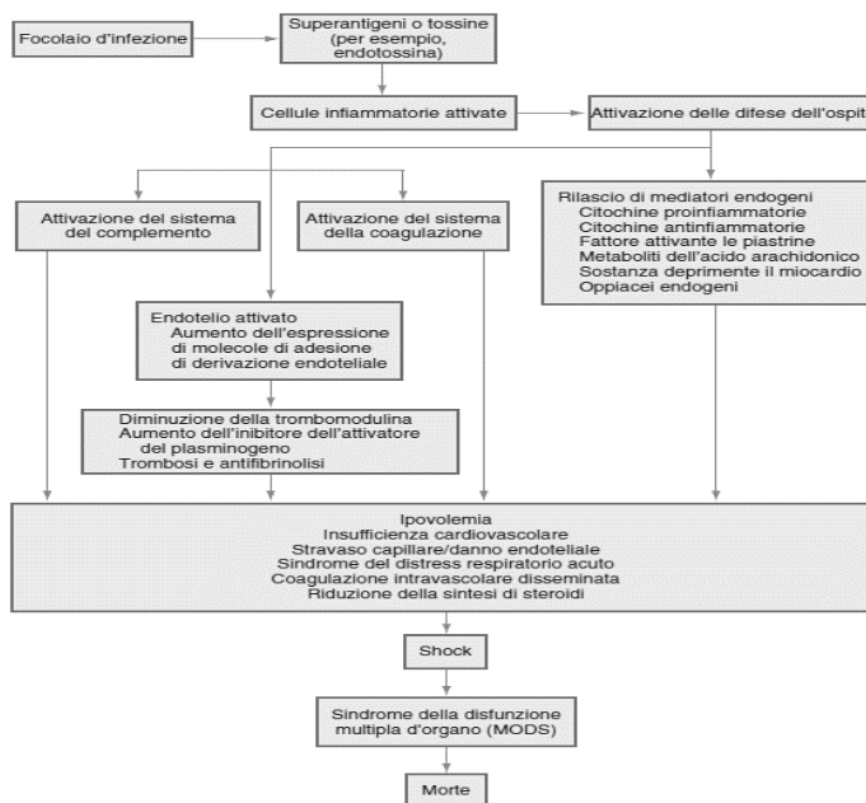 Focolaio d'infezione
Superantigeni o tossine
(per esempio,
endotossina)
Cellule infiammatorie attivate
Attivazione delle difese dell'ospit
Attivazione del sistema
del complemento
Attivazione del sistema
della coagulazione
Rilascio di mediatori endogeni
Citochine proinfiammatorie
Citochine antinfiammatorie
Fattore attivante le piastrine
Metaboliti dell'acido arachidonico
Sostanza deprimente il miocardio
Oppiacei endogeni
Endotelio attivato
Aumento dell'espressione
di molecole di adesione
di derivazione endoteliale
Diminuzione della trombomodulina
Aumento dell'inibitore dell'attivatore
del plasminogeno
Trombosi e antifibrinolisi
Ipovolemia
Insufficienza cardiovascolare
Stravaso capillare/danno endoteliale
Sindrome del distress respiratorio acuto
Coagulazione intravascolare disseminata
Riduzione della sintesi di steroidi
Shock
Sindrome della disfunzione
multipla d'organo (MODS)
Morte